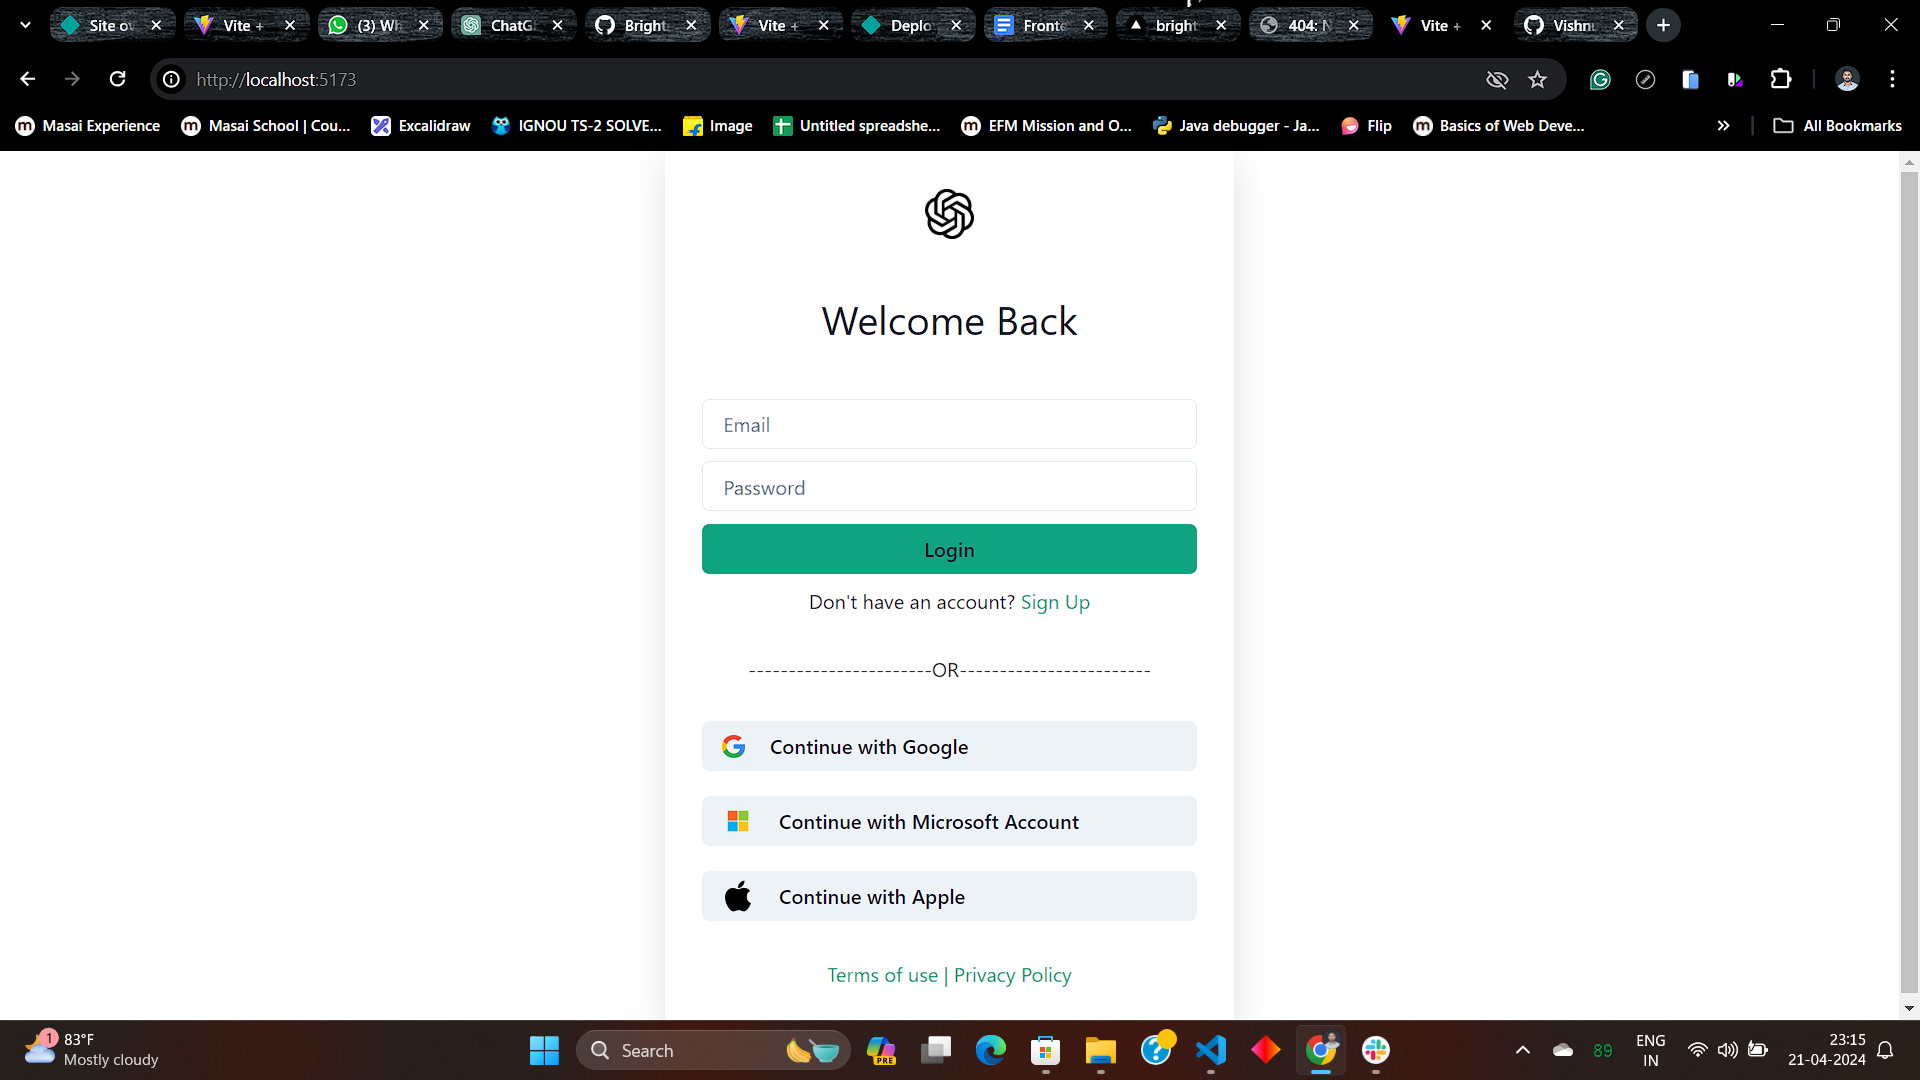 Site ov
Vite +
(3) Wh
ChatG
Bright
Vite +
Deplo
Fronte
bright
404: N
Vite +
Vishnu
http://localhost:5173
Masai Experience
Masai School | Cou...
Excalidraw
IGNOU TS-2 SOLVE...
Image
Untitled spreadshe...
EFM Mission and O...
Java debugger - Ja...
Flip
Basics of Web Deve...
All Bookmarks
Welcome Back
Email
Password
Login
Don't have an account? Sign Up
-----------------------OR------------------------
Continue with Google
Continue with Microsoft Account
Continue with Apple
Terms of use | Privacy Policy
1
83°F
Mostly cloudy
Search
PRE
89
ENG
IN
23:15
21-04-2024